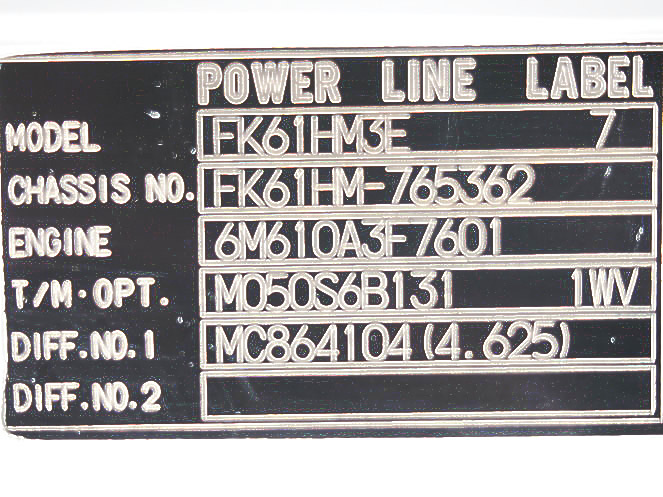 POWER LINE LABEL
MODEL FK61HM3E 7
CHASSIS NO. FK61HM-765362
ENGINE 6M610A3F7601
T/M·OPT. M050S6B131 1WV
DIFF.NO.1 MC864104(4.625)
DIFF.NO.2